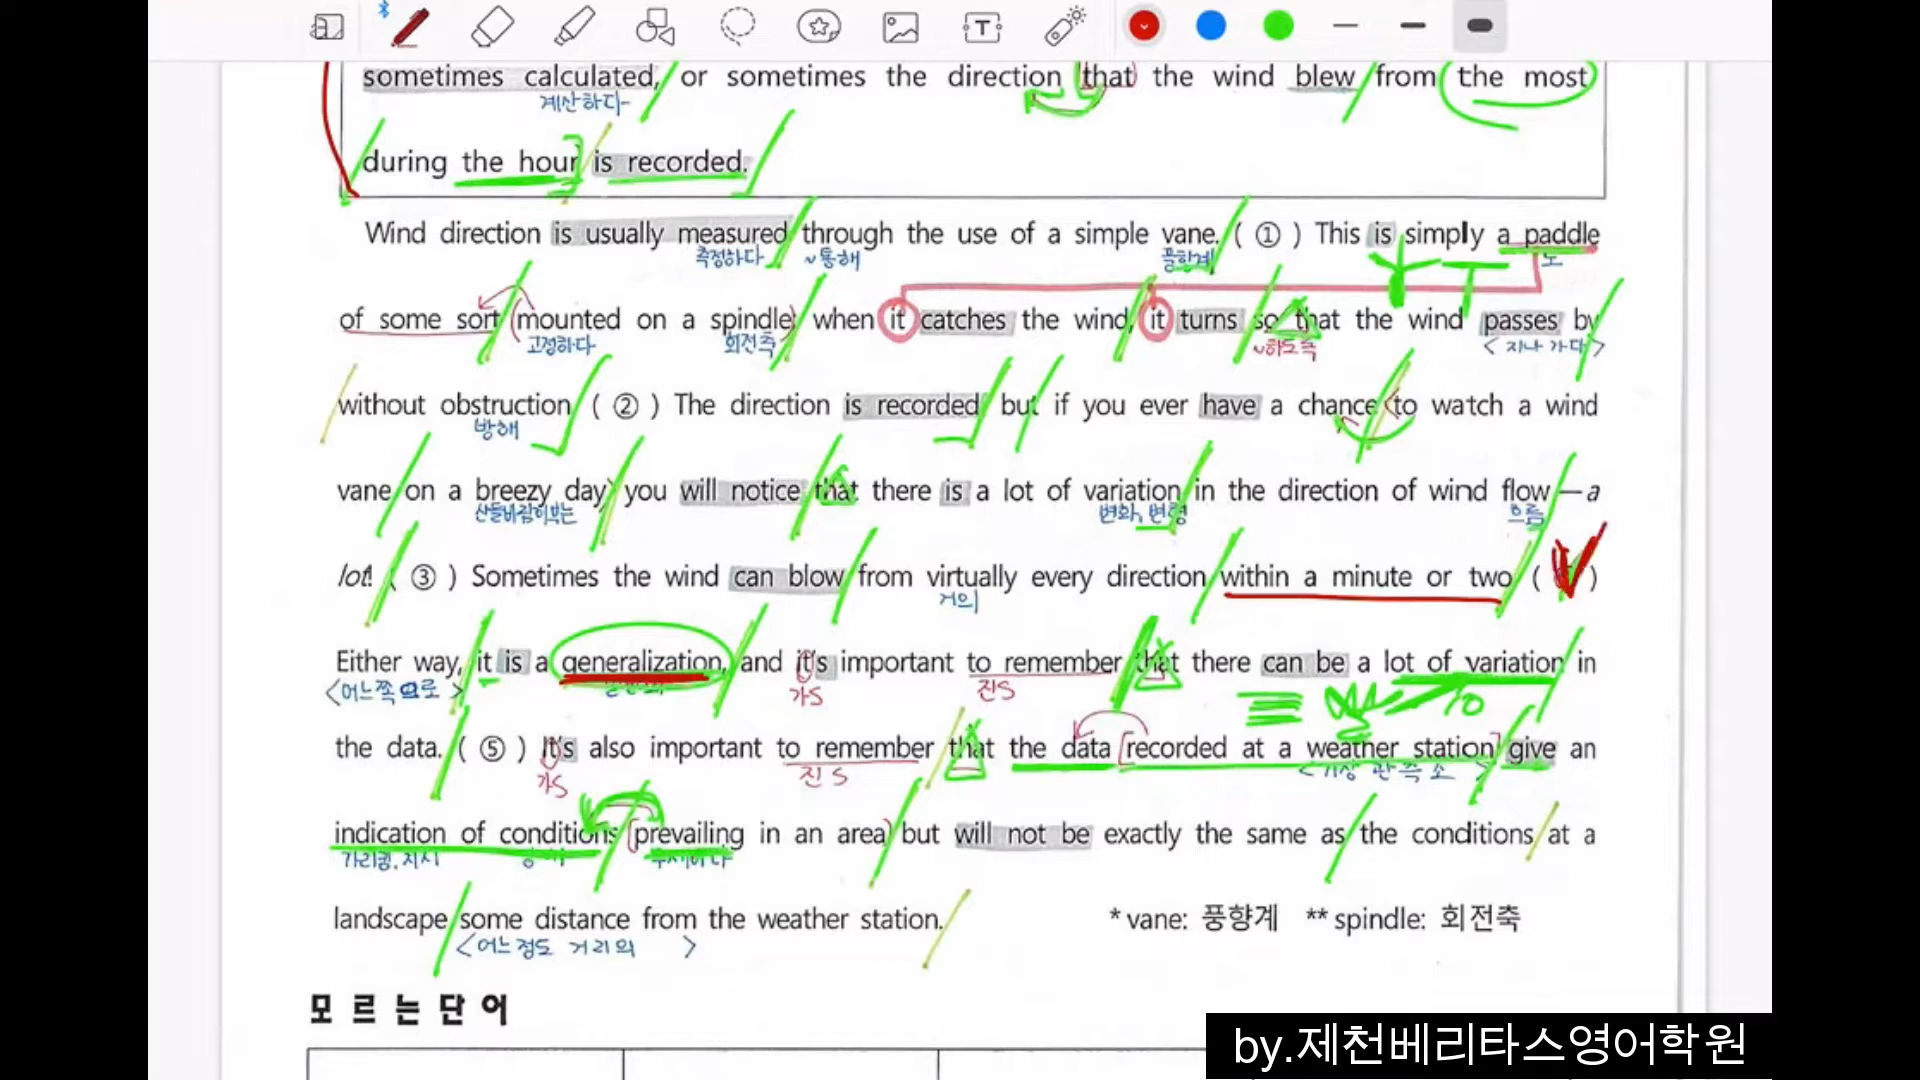 sometimes calculated, or sometimes the direction that the wind blew from the most
계산하다
during the hour is recorded.
Wind direction is usually measured through the use of a simple vane. ( ① ) This is simply a paddle
측정하다 ~통해 풍향계 노
of some sort mounted on a spindle; when it catches the wind, it turns so that the wind passes by
고정하다 회전축 ~하도록 <지나가다>
without obstruction. ( ② ) The direction is recorded, but if you ever have a chance to watch a wind
방해
vane on a breezy day, you will notice that there is a lot of variation in the direction of wind flow—a
산들바람이부는 변화, 변형 흐름
lot! ( ③ ) Sometimes the wind can blow from virtually every direction within a minute or two. ( )
거의
Either way, it is a generalization, and it's important to remember that there can be a lot of variation in
<어느쪽으로> 가S 진S
the data. ( ⑤ ) It's also important to remember that the data recorded at a weather station give an
가S 진S <기상 관측소>
indication of conditions prevailing in an area but will not be exactly the same as the conditions at a
가리킴, 지시
landscape some distance from the weather station. * vane: 풍향계 ** spindle: 회전축
<어느정도 거리의>
모르는단어
by.제천베리타스영어학원